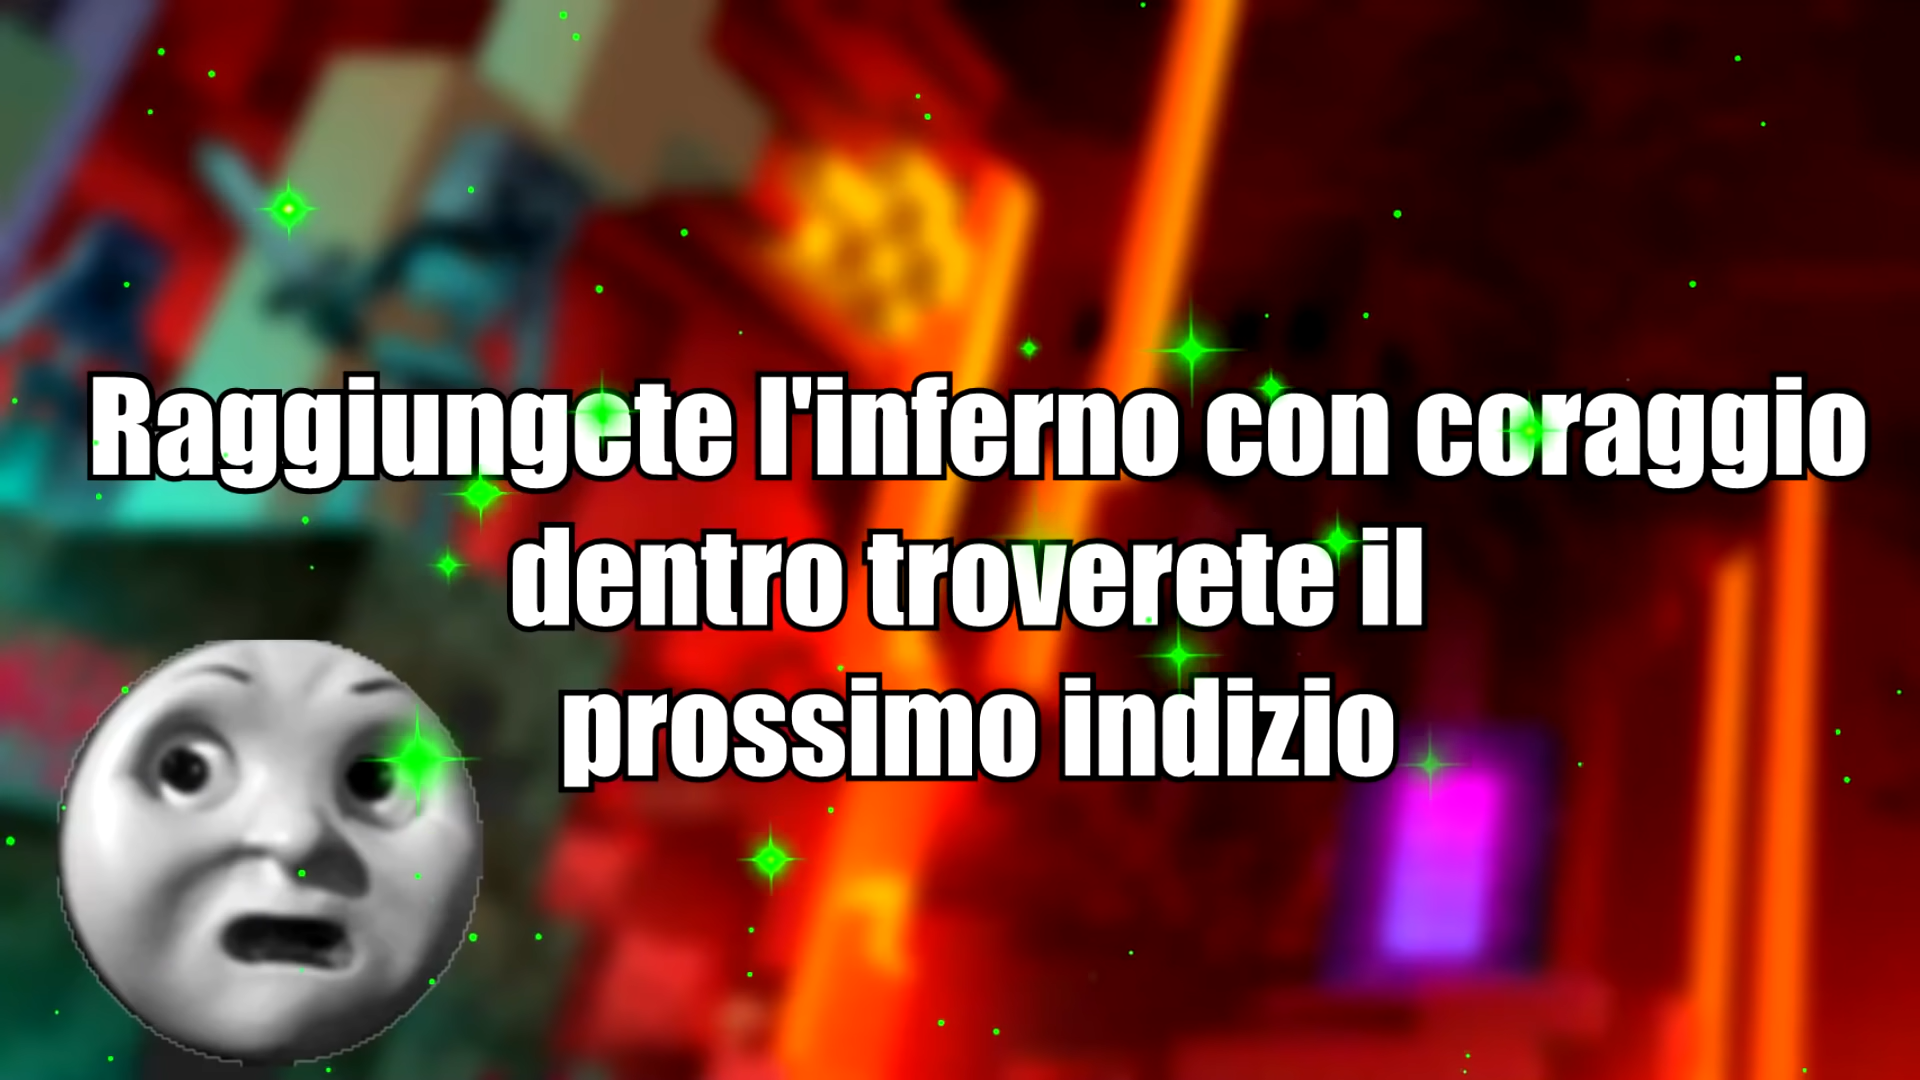 Raggiungete l'inferno con coraggio
dentro troverete il
prossimo indizio